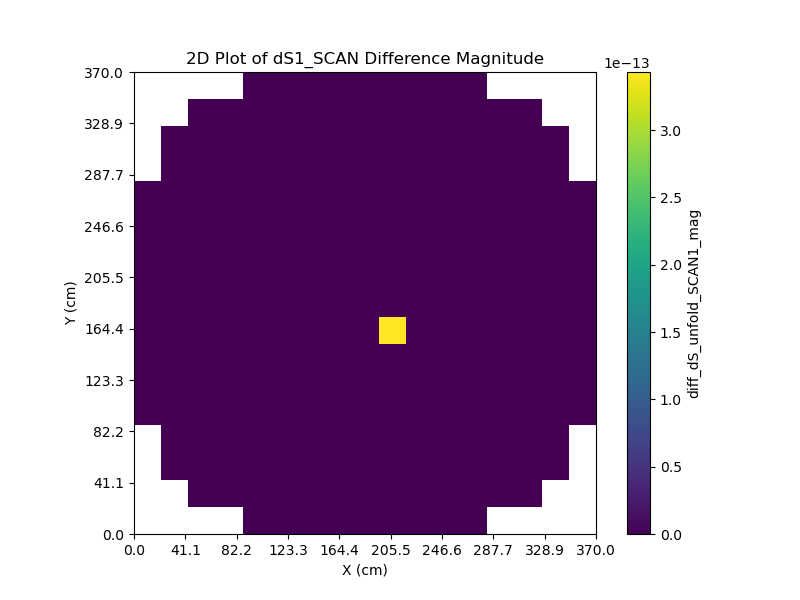 2D Plot of dS1_SCAN Difference Magnitude
1e−13
370.0
328.9
287.7
246.6
205.5
164.4
123.3
82.2
41.1
0.0
Y (cm)
0.0 41.1 82.2 123.3 164.4 205.5 246.6 287.7 328.9 370.0
X (cm)
3.0
2.5
2.0
1.5
1.0
0.5
0.0
diff_dS_unfold_SCAN1_mag